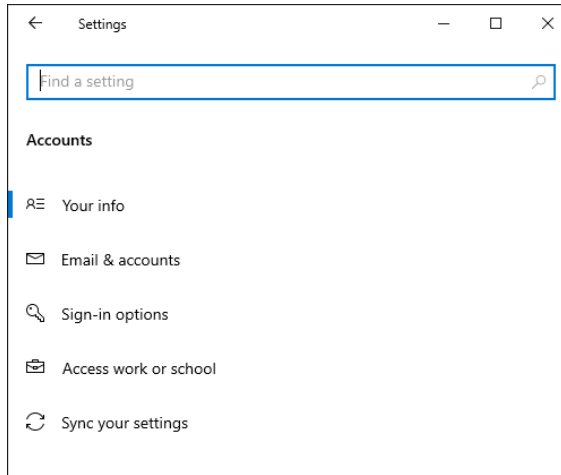 Settings
Find a setting
Accounts
Your info
Email & accounts
Sign-in options
Access work or school
Sync your settings